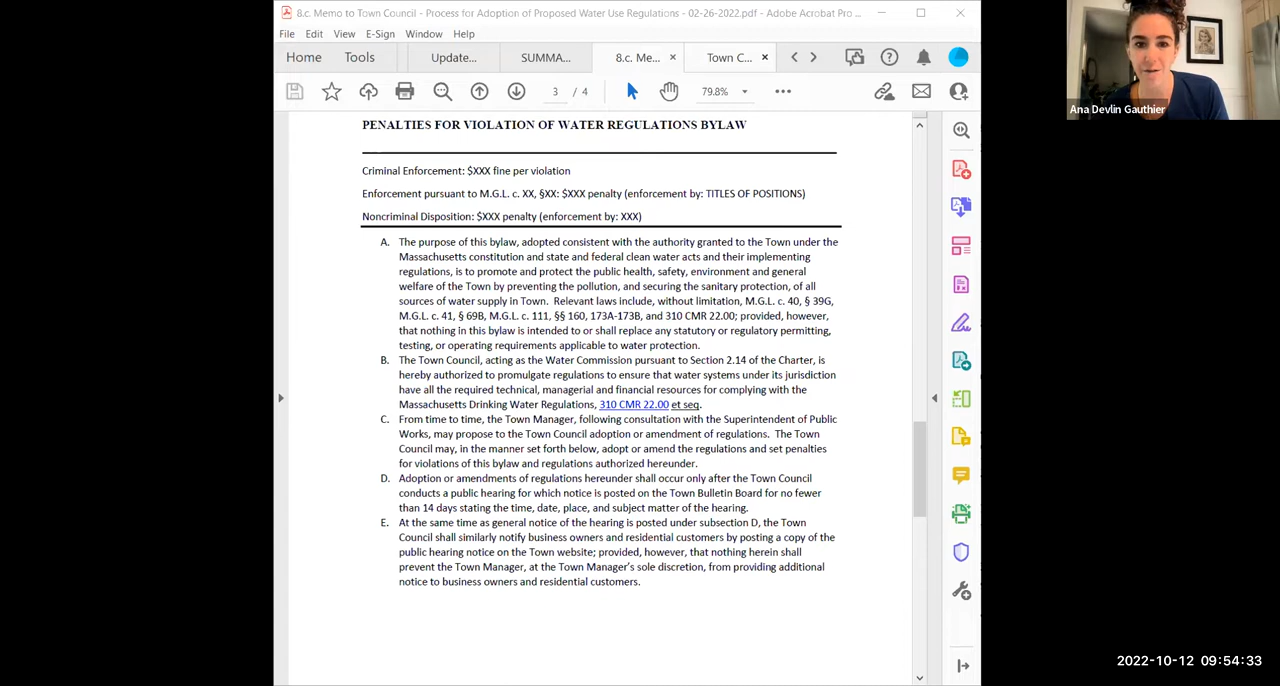 8.c. Memo to Town Council - Process for Adoption of Proposed Water Use Regulations - 02-26-2022.pdf - Adobe Acrobat Pro ...
File Edit View E-Sign Window Help
Home Tools Update... SUMMA... 8.c. Me... × Town C... ×
3 / 4 79.8%
Ana Devlin Gauthier
PENALTIES FOR VIOLATION OF WATER REGULATIONS BYLAW
Criminal Enforcement: $XXX fine per violation
Enforcement pursuant to M.G.L. c. XX, §XX: $XXX penalty (enforcement by: TITLES OF POSITIONS)
Noncriminal Disposition: $XXX penalty (enforcement by: XXX)
A. The purpose of this bylaw, adopted consistent with the authority granted to the Town under the
Massachusetts constitution and state and federal clean water acts and their implementing
regulations, is to promote and protect the public health, safety, environment and general
welfare of the Town by preventing the pollution, and securing the sanitary protection, of all
sources of water supply in Town. Relevant laws include, without limitation, M.G.L. c. 40, § 39G,
M.G.L. c. 41, § 69B, M.G.L. c. 111, §§ 160, 173A-173B, and 310 CMR 22.00; provided, however,
that nothing in this bylaw is intended to or shall replace any statutory or regulatory permitting,
testing, or operating requirements applicable to water protection.
B. The Town Council, acting as the Water Commission pursuant to Section 2.14 of the Charter, is
hereby authorized to promulgate regulations to ensure that water systems under its jurisdiction
have all the required technical, managerial and financial resources for complying with the
Massachusetts Drinking Water Regulations, 310 CMR 22.00 et seq.
C. From time to time, the Town Manager, following consultation with the Superintendent of Public
Works, may propose to the Town Council adoption or amendment of regulations. The Town
Council may, in the manner set forth below, adopt or amend the regulations and set penalties
for violations of this bylaw and regulations authorized hereunder.
D. Adoption or amendments of regulations hereunder shall occur only after the Town Council
conducts a public hearing for which notice is posted on the Town Bulletin Board for no fewer
than 14 days stating the time, date, place, and subject matter of the hearing.
E. At the same time as general notice of the hearing is posted under subsection D, the Town
Council shall similarly notify business owners and residential customers by posting a copy of the
public hearing notice on the Town website; provided, however, that nothing herein shall
prevent the Town Manager, at the Town Manager's sole discretion, from providing additional
notice to business owners and residential customers.
2022-10-12 09:54:33